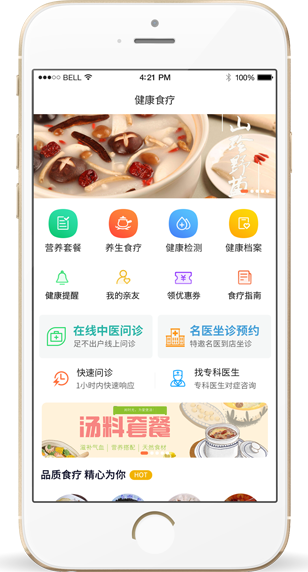 BELL 4:21 PM 100%
健康食疗
山珍野菌
营养套餐 养生食疗 健康检测 健康档案
健康提醒 我的亲友 领优惠券 食疗指南
在线中医问诊 名医坐诊预约
足不出户线上问诊 特邀名医到店坐诊
快速问诊 找专科医生
1小时内快速响应 专科医生对症咨询
汤料套餐
滋补气血 | 营养搭配 | 天然食材
品质食疗 精心为你 HOT